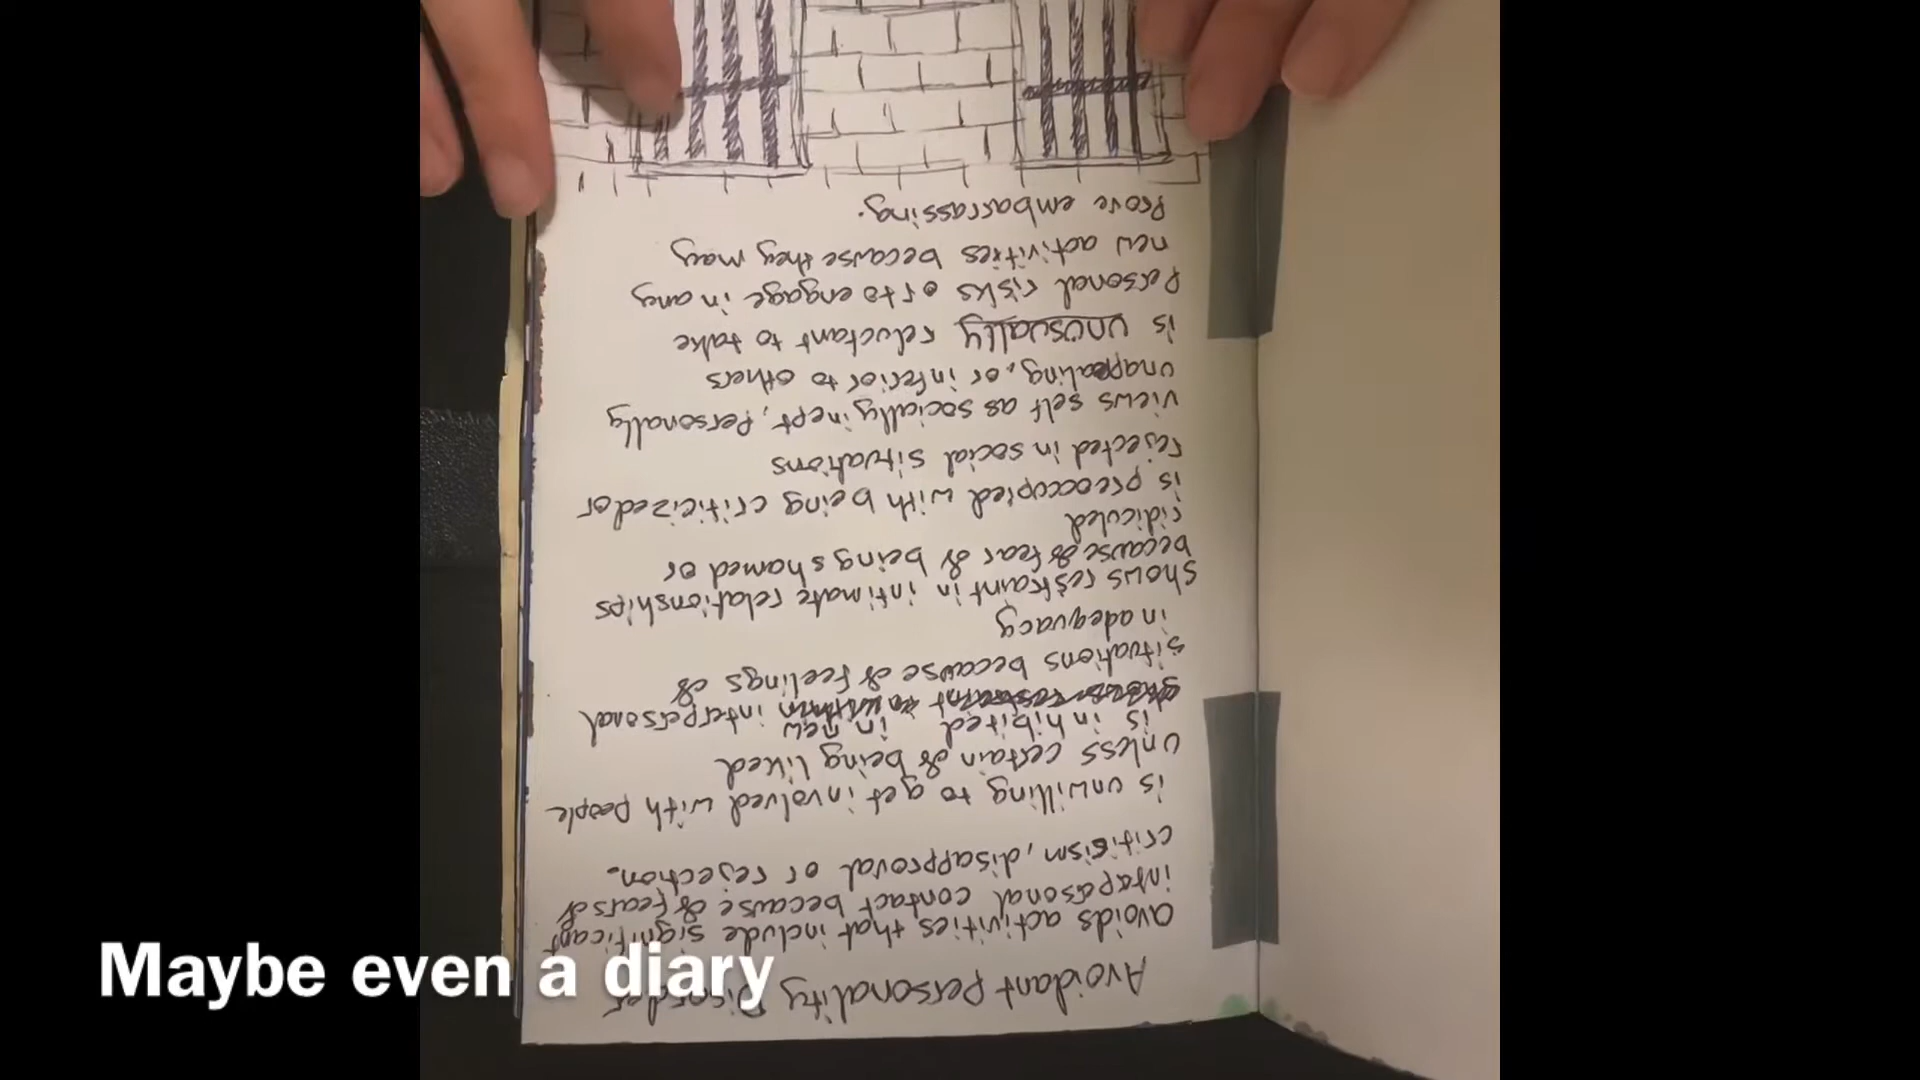 Avoidant Personality Disorder
avoids activities that include significant
intrapersonal contact because of fears of
criticism, disapproval or rejection.
is unwilling to get involved with people
unless certain of being liked
is inhibited in new interpersonal
situations because of feelings of
inadequacy
shows restraint in intimate relationships
because of fear of being shamed or
ridiculed
is preoccupied with being criticized or
rejected in social situations
views self as socially inept, Personally
unappealing, or inferior to others
is unusually reluctant to take
Personal risks or to engage in any
new activities because they may
Prove embarrassing.
Maybe even a diary